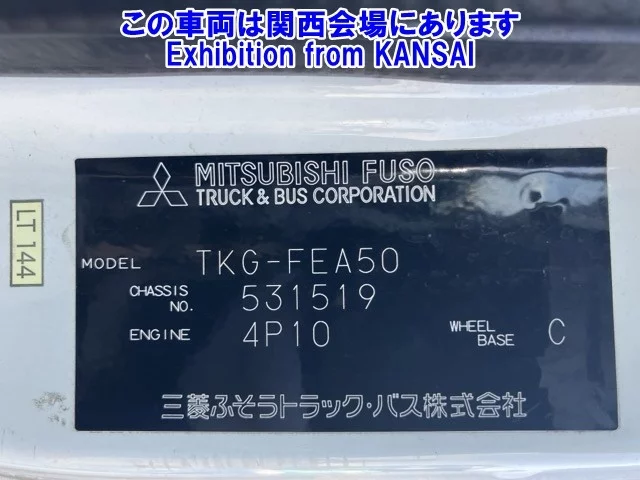 この車両は関西会場にあります
Exhibition from KANSAI
MITSUBISHI FUSO
TRUCK & BUS CORPORATION
LT 144
MODEL TKG-FEA50
CHASSIS NO. 531519
ENGINE 4P10 WHEEL BASE C
三菱ふそうトラック・バス株式会社